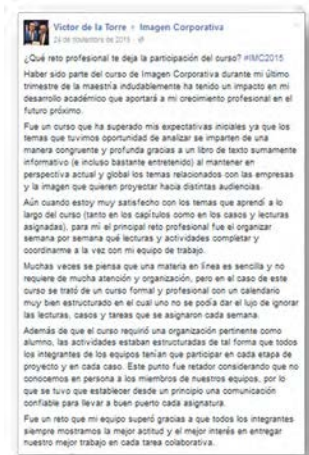 Victor de la Torre ▸ Imagen Corporativa
de noviembre de 2015
¿Qué reto profesional te deja la participación del curso? #IMC2015
Haber sido parte del curso de Imagen Corporativa durante mi último
trimestre de la maestría indudablemente ha tenido un impacto en mi
desarrollo académico que aportará a mi crecimiento profesional en el
futuro próximo.
Fue un curso que ha superado mis expectativas iniciales ya que los
temas que tuvimos oportunidad de analizar se imparten de una
manera congruente y profunda gracias a un libro de texto sumamente
informativo (e incluso bastante entretenido) al mantener en
perspectiva actual y global los temas relacionados con las empresas
y la imagen que quieren proyectar hacia distintas audiencias.
Aún cuando estoy muy satisfecho con los temas que aprendí a lo
largo del curso (tanto en los capítulos como en los casos y lecturas
asignadas), para mí el principal reto profesional fue el organizar
semana por semana qué lecturas y actividades completar y
coordinarme a la vez con mi equipo de trabajo.
Muchas veces se piensa que una materia en línea es sencilla y no
requiere de mucha atención y organización, pero en el caso de este
curso se trató de un curso formal y profesional con un calendario
muy bien estructurado en el cual uno no se podía dar el lujo de ignorar
las lecturas, casos y tareas que se asignaron cada semana.
Además de que el curso requirió una organización pertinente como
alumno, las actividades estaban estructuradas de tal forma que todos
los integrantes de los equipos tenían que participar en cada etapa de
proyecto y en cada caso. Este punto fue retador considerando que no
conocemos en persona a los miembros de nuestros equipos, por lo
que se tuvo que establecer desde un principio una comunicación
confiable para llevar a buen puerto cada asignatura.
Fue un reto que mi equipo superó gracias a que todos los integrantes
siempre mostramos la mejor actitud y el mejor interés en entregar
nuestro mejor trabajo en cada tarea colaborativa.